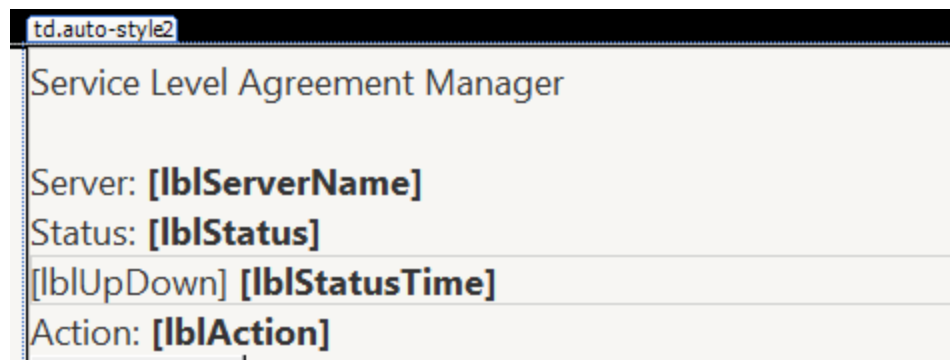 td.auto-style2
Service Level Agreement Manager
Server: [lblServerName]
Status: [lblStatus]
[lblUpDown] [lblStatusTime]
Action: [lblAction]